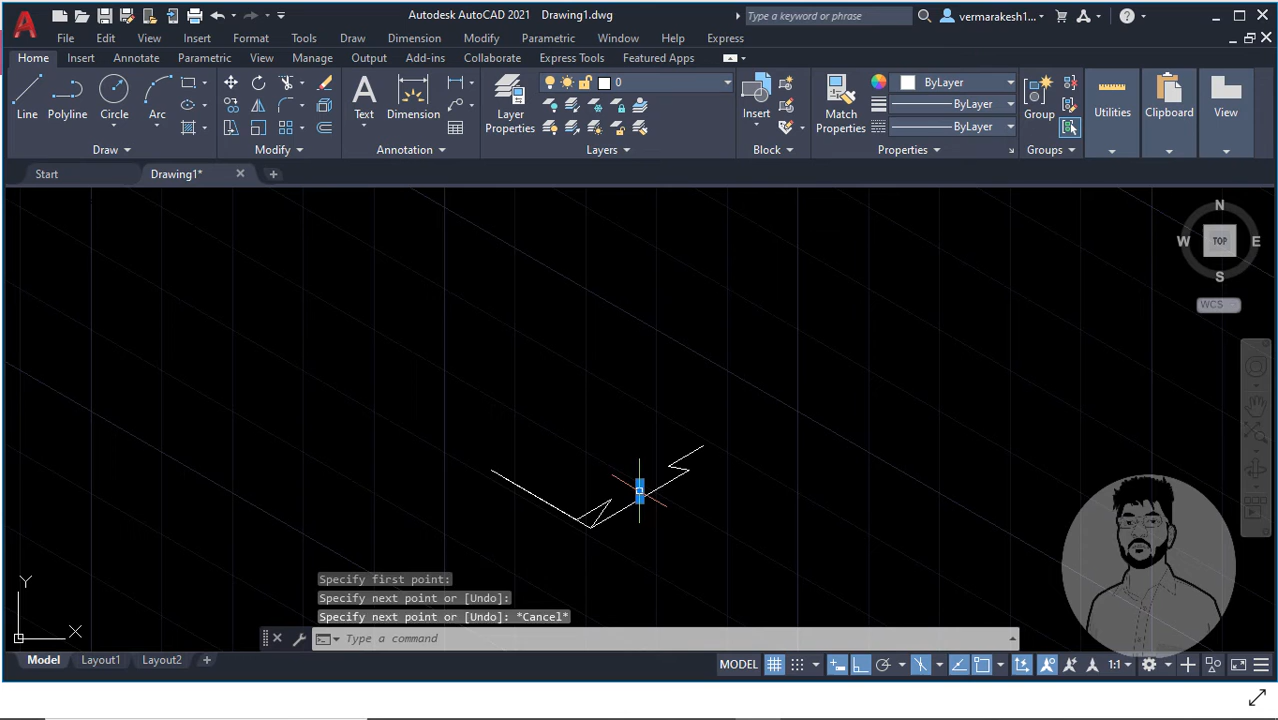 Autodesk AutoCAD 2021 Drawing1.dwg Type a keyword or phrase vermarakesh1...
File Edit View Insert Format Tools Draw Dimension Modify Parametric Window Help Express
Home Insert Annotate Parametric View Manage Output Add-ins Express Tools Collaborate Featured Apps
Line Polyline Circle Arc
Draw
Modify
A
Text Dimension
Annotation
Layer
Properties
0
Layers
Insert
Block
Match
Properties
ByLayer
ByLayer
ByLayer
Properties
Group
Groups
Utilities
Clipboard
View
Start Drawing1*
N
W TOP E
S
WCS
Y
X
Specify first point:
Specify next point or [Undo]:
Specify next point or [Undo]: *Cancel*
Type a command
Model Layout1 Layout2 +
MODEL 1:1